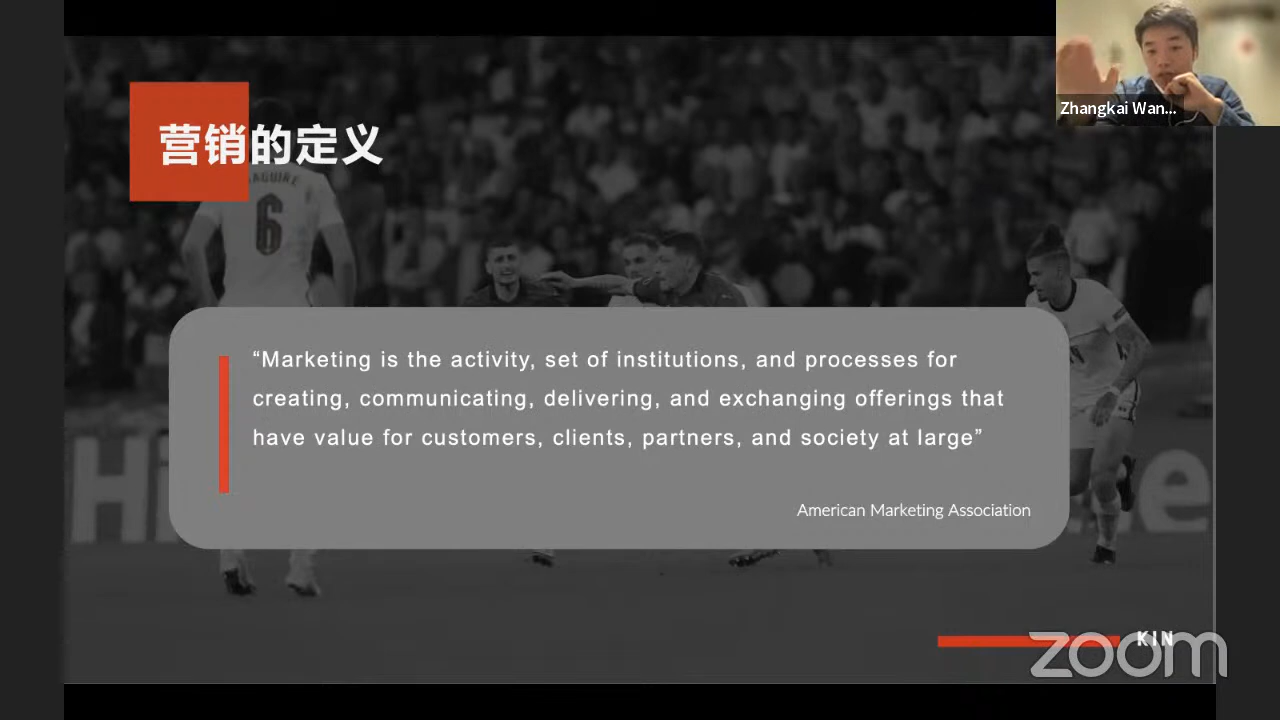 Zhangkai Wan...
营销的定义
6
“Marketing is the activity, set of institutions, and processes for
creating, communicating, delivering, and exchanging offerings that
have value for customers, clients, partners, and society at large”
American Marketing Association
KIN
zoom